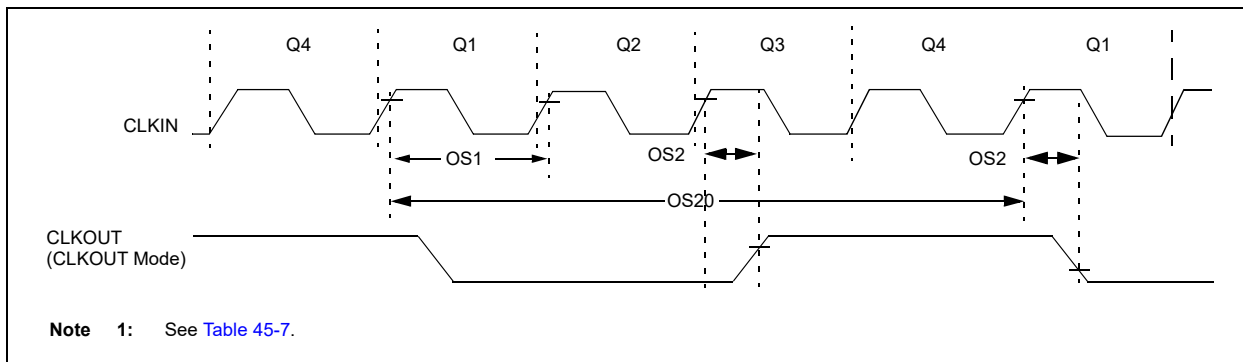 Q4 Q1 Q2 Q3 Q4 Q1
CLKIN
OS1 OS2 OS2
OS20
CLKOUT
(CLKOUT Mode)
Note 1: See Table 45-7.